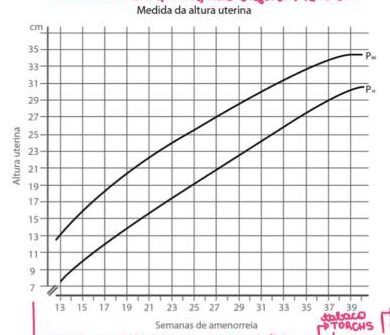 Medida da altura uterina
cm
35
33
31
29
27
25
23
21
19
17
15
13
11
9
7
Altura uterina
P₉₀
P₁₀
13 15 17 19 21 23 25 27 29 31 33 35 37 39
Semanas de amenorreia
tabaco
TORCHS